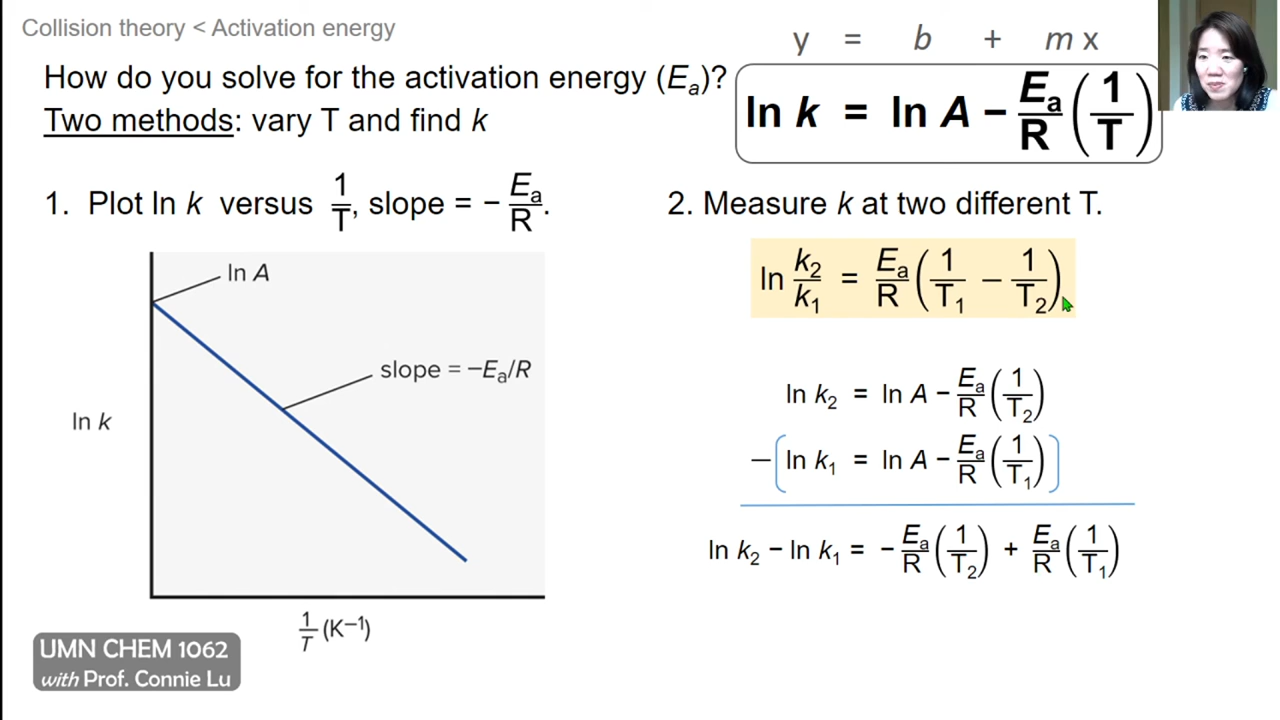 Collision theory < Activation energy
How do you solve for the activation energy (Eₐ)?
Two methods: vary T and find k
y = b + m x
ln k = ln A − Eₐ/R (1/T)
1. Plot ln k versus 1/T, slope = − Eₐ/R.
ln A
slope = −Eₐ/R
ln k
1/T (K⁻¹)
2. Measure k at two different T.
ln k₂/k₁ = Eₐ/R (1/T₁ − 1/T₂)
ln k₂ = ln A − Eₐ/R (1/T₂)
− [ln k₁ = ln A − Eₐ/R (1/T₁)]
ln k₂ − ln k₁ = - Eₐ/R (1/T₂) + Eₐ/R (1/T₁)
UMN CHEM 1062
with Prof. Connie Lu